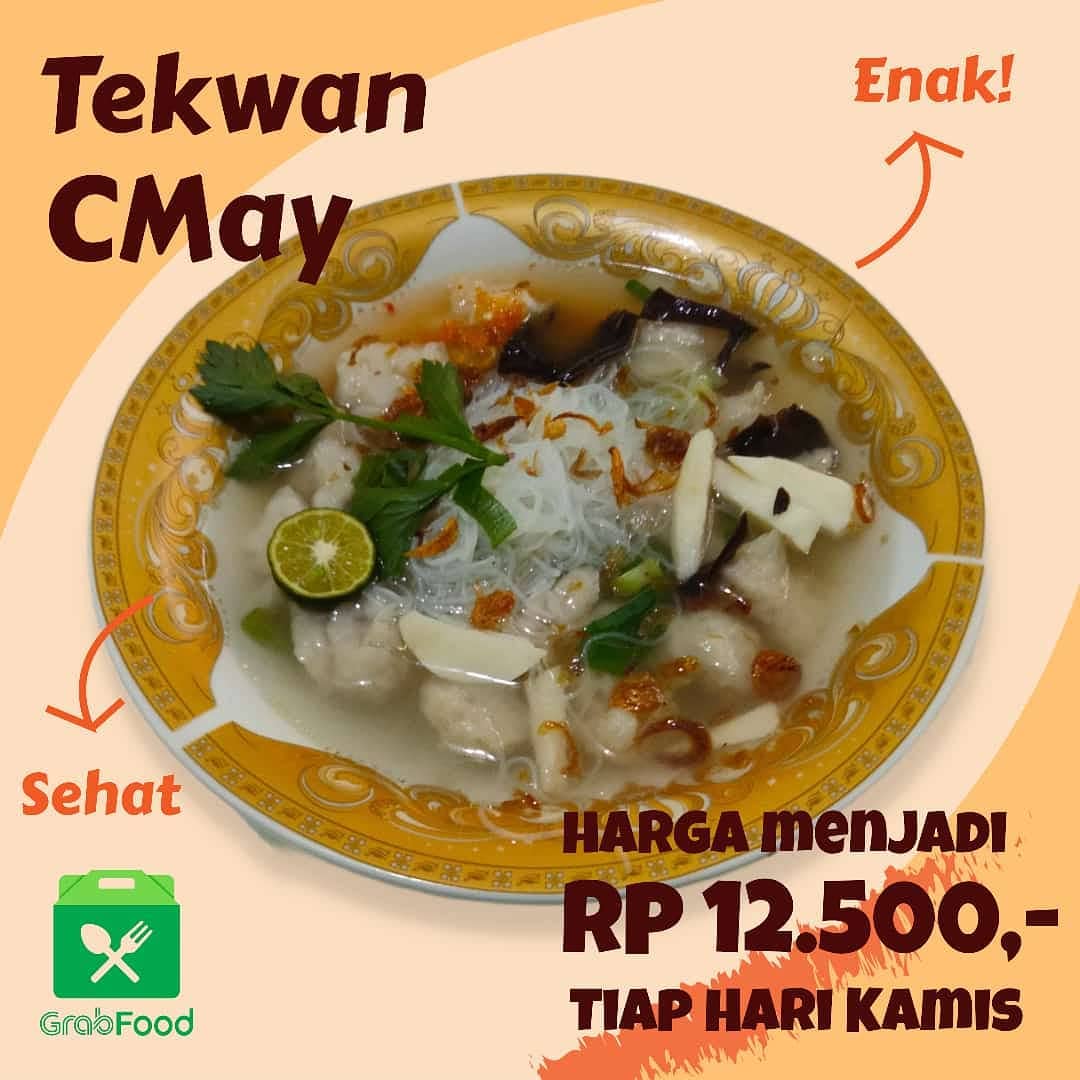 Tekwan
CMay
Enak!
Sehat
GrabFood
HARGA menJADI
RP 12.500,-
TIAP HARI KAMIS